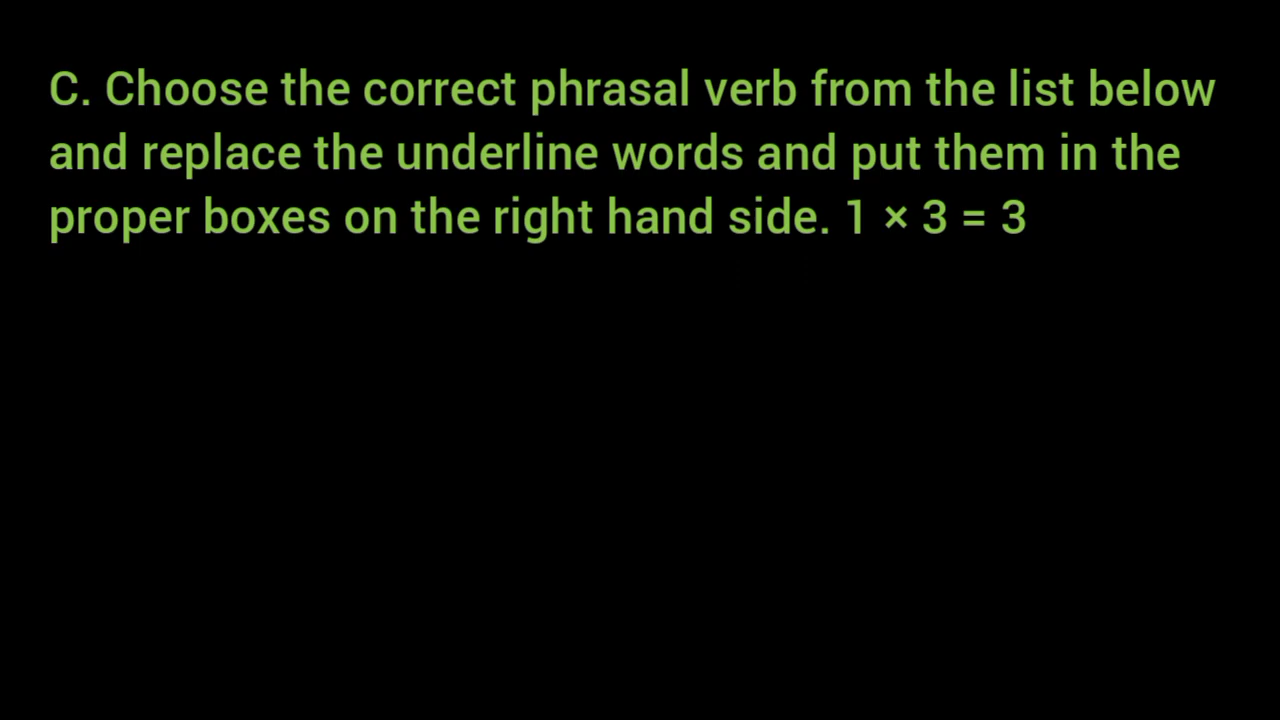 C. Choose the correct phrasal verb from the list below
and replace the underline words and put them in the
proper boxes on the right hand side. 1 × 3 = 3